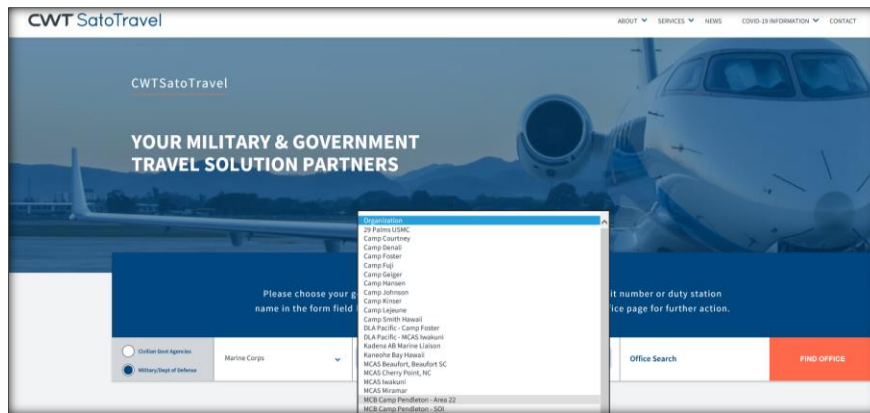 CWT SatoTravel
ABOUT SERVICES NEWS COVID-19 INFORMATION CONTACT
CWTSatoTravel
YOUR MILITARY & GOVERNMENT
TRAVEL SOLUTION PARTNERS
Organization
29 Palms USMC
Camp Courtney
Camp Denali
Camp Foster
Camp Fuji
Camp Geiger
Camp Hansen
Camp Johnson
Camp Kinser
Camp Lejeune
Camp Smith Hawaii
DLA Pacific - Camp Foster
DLA Pacific - MCAS Iwakuni
Kadena AB Marine Liaison
Kaneohe Bay Hawaii
MCAS Beaufort, Beaufort SC
MCAS Cherry Point, NC
MCAS Iwakuni
MCAS Miramar
MCB Camp Pendleton - Area 22
MCB Camp Pendleton - SOI
Please choose your g it number or duty station
name in the form field ice page for further action.
Civilian Govt Agencies
Military/Dept of Defense
Marine Corps
Office Search
FIND OFFICE